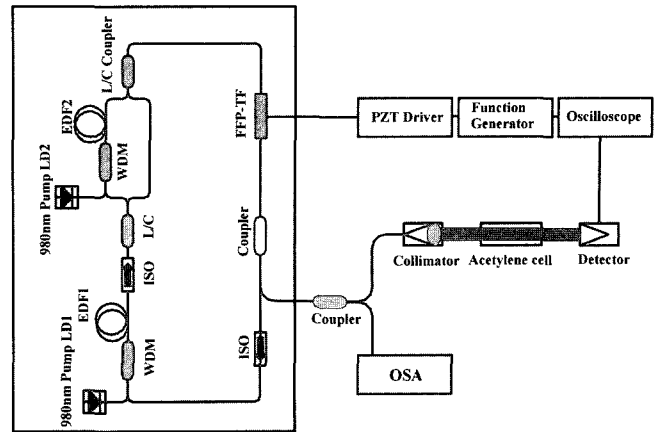 L/C Coupler
EDF2
WDM
980nm Pump LD2
L/C
ISO
EDF1
WDM
980nm Pump LD1
FFP-TF
Coupler
ISO
PZT Driver
Function
Generator
Oscilloscope
Collimator
Acetylene cell
Detector
Coupler
OSA